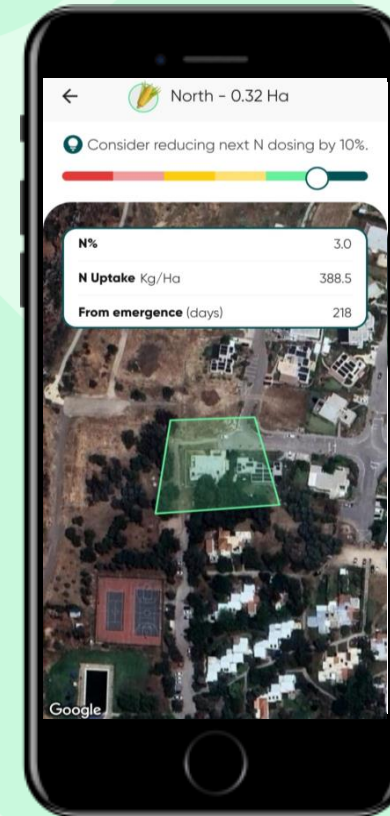 North - 0.32 Ha
Consider reducing next N dosing by 10%.
N% 3.0
N Uptake Kg/Ha 388.5
From emergence (days) 218
Google